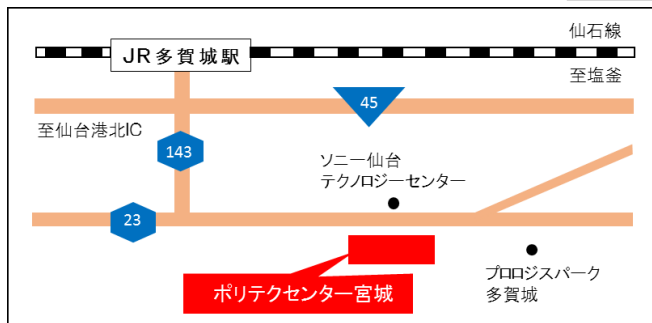 仙石線
JR多賀城駅
至塩釜
45
至仙台港北IC
143
ソニー仙台
テクノロジーセンター
23
ポリテクセンター宮城
プロロジスパーク
多賀城